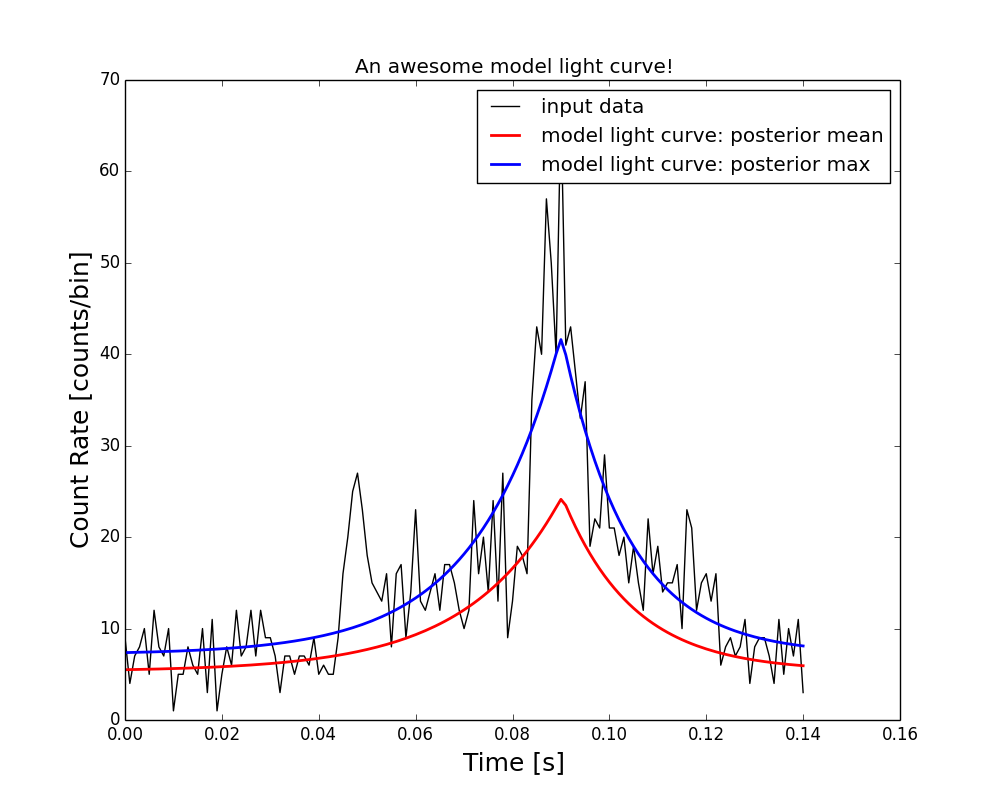 An awesome model light curve!
70
60
50
40
30
20
10
0
input data
model light curve: posterior mean
model light curve: posterior max
Count Rate [counts/bin]
0.00 0.02 0.04 0.06 0.08 0.10 0.12 0.14 0.16
Time [s]